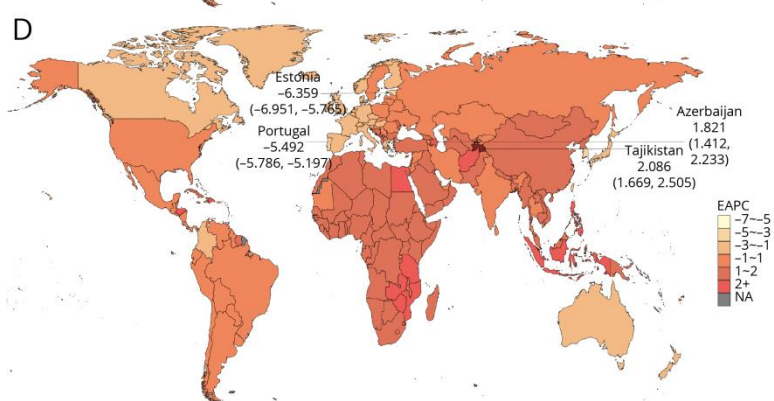 D
Estonia
−6.359
(−6.951, −5.765)
Portugal
−5.492
(−5.786, −5.197)
Azerbaijan
1.821
(1.412,
2.233)
Tajikistan
2.086
(1.669, 2.505)
EAPC
−7~−5
−5~−3
−3~−1
−1~1
1~2
2+
NA